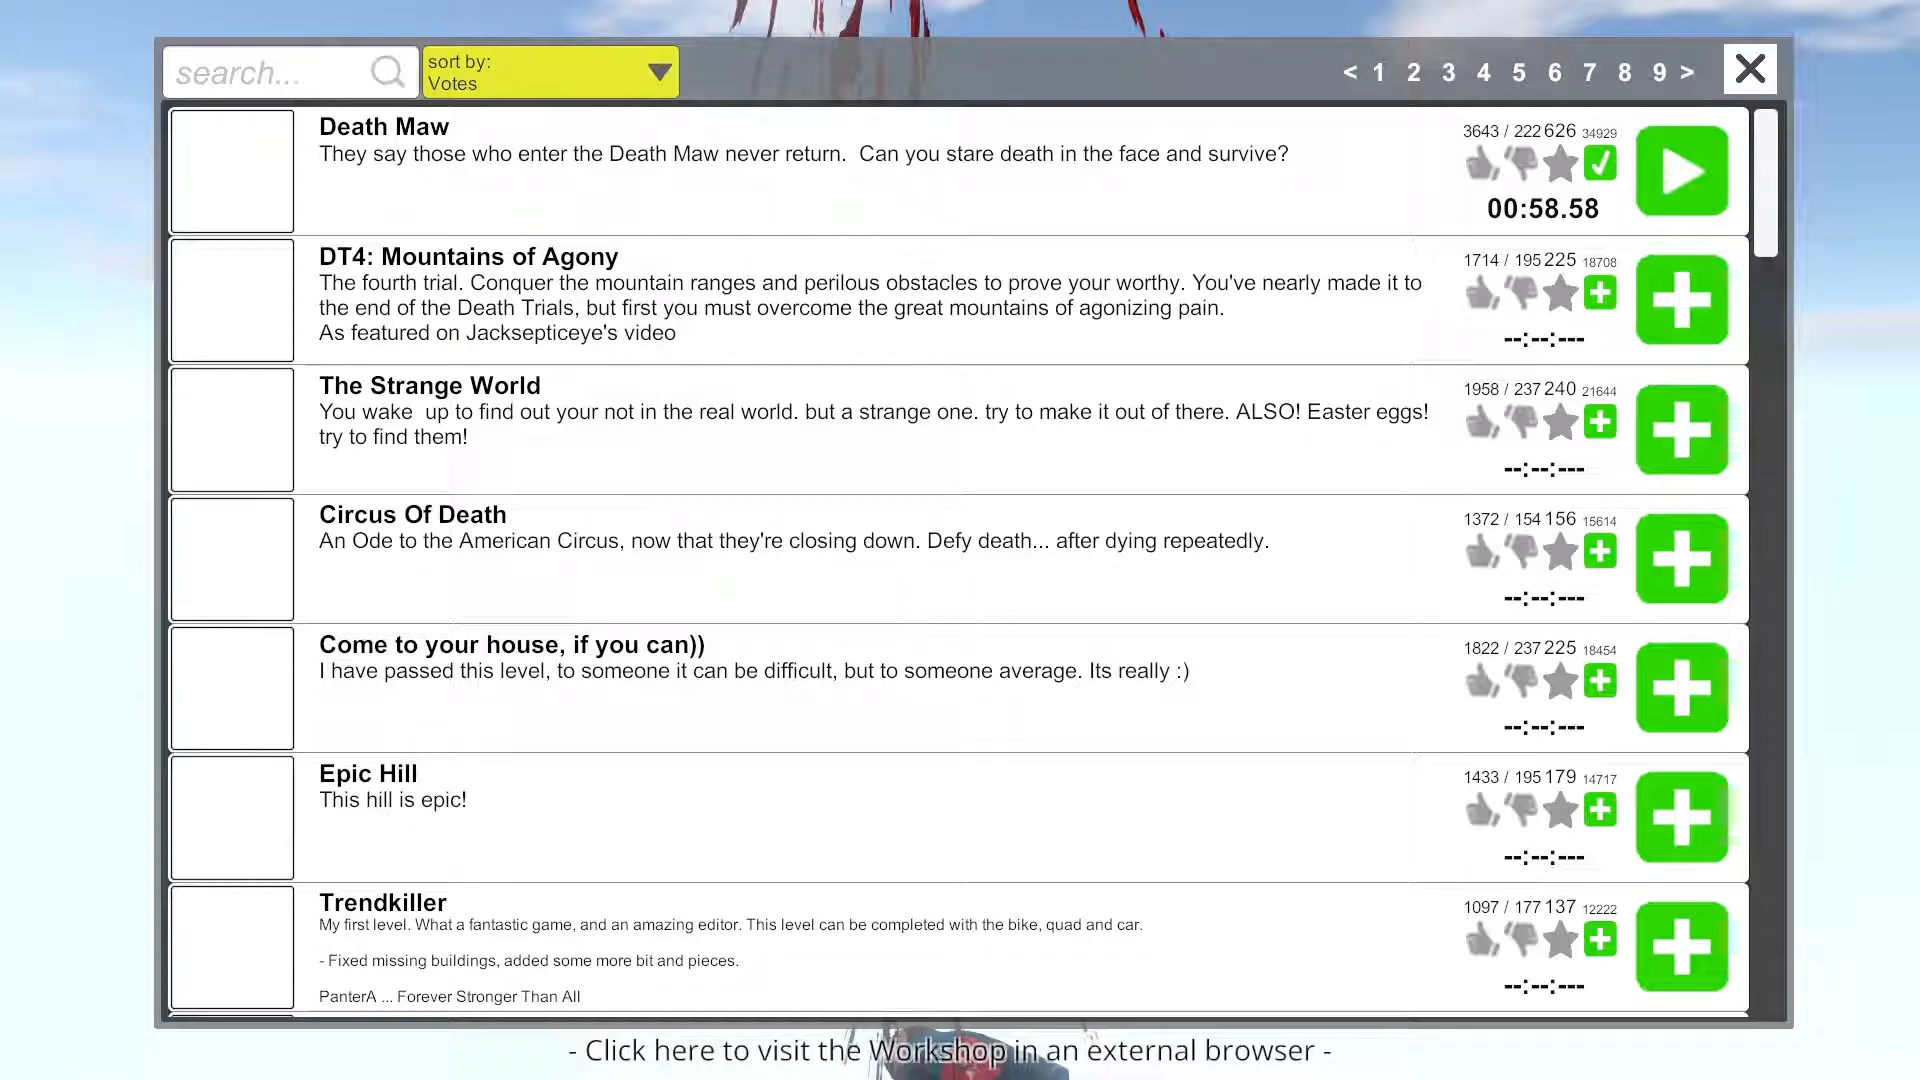 search...
sort by:
Votes
< 1 2 3 4 5 6 7 8 9 >
Death Maw
They say those who enter the Death Maw never return.  Can you stare death in the face and survive?
3643 / 222 626 34929
00:58.58
DT4: Mountains of Agony
The fourth trial. Conquer the mountain ranges and perilous obstacles to prove your worthy. You've nearly made it to
the end of the Death Trials, but first you must overcome the great mountains of agonizing pain.
As featured on Jacksepticeye's video
1714 / 195 225 18708
--:--:---
The Strange World
You wake  up to find out your not in the real world. but a strange one. try to make it out of there. ALSO! Easter eggs!
try to find them!
1958 / 237 240 21644
--:--:---
Circus Of Death
An Ode to the American Circus, now that they're closing down. Defy death... after dying repeatedly.
1372 / 154 156 15614
--:--:---
Come to your house, if you can))
I have passed this level, to someone it can be difficult, but to someone average. Its really :)
1822 / 237 225 18454
--:--:---
Epic Hill
This hill is epic!
1433 / 195 179 14717
--:--:---
Trendkiller
My first level. What a fantastic game, and an amazing editor. This level can be completed with the bike, quad and car.
- Fixed missing buildings, added some more bit and pieces.
PanterA ... Forever Stronger Than All
1097 / 177 137 12222
--:--:---
- Click here to visit the Workshop in an external browser -